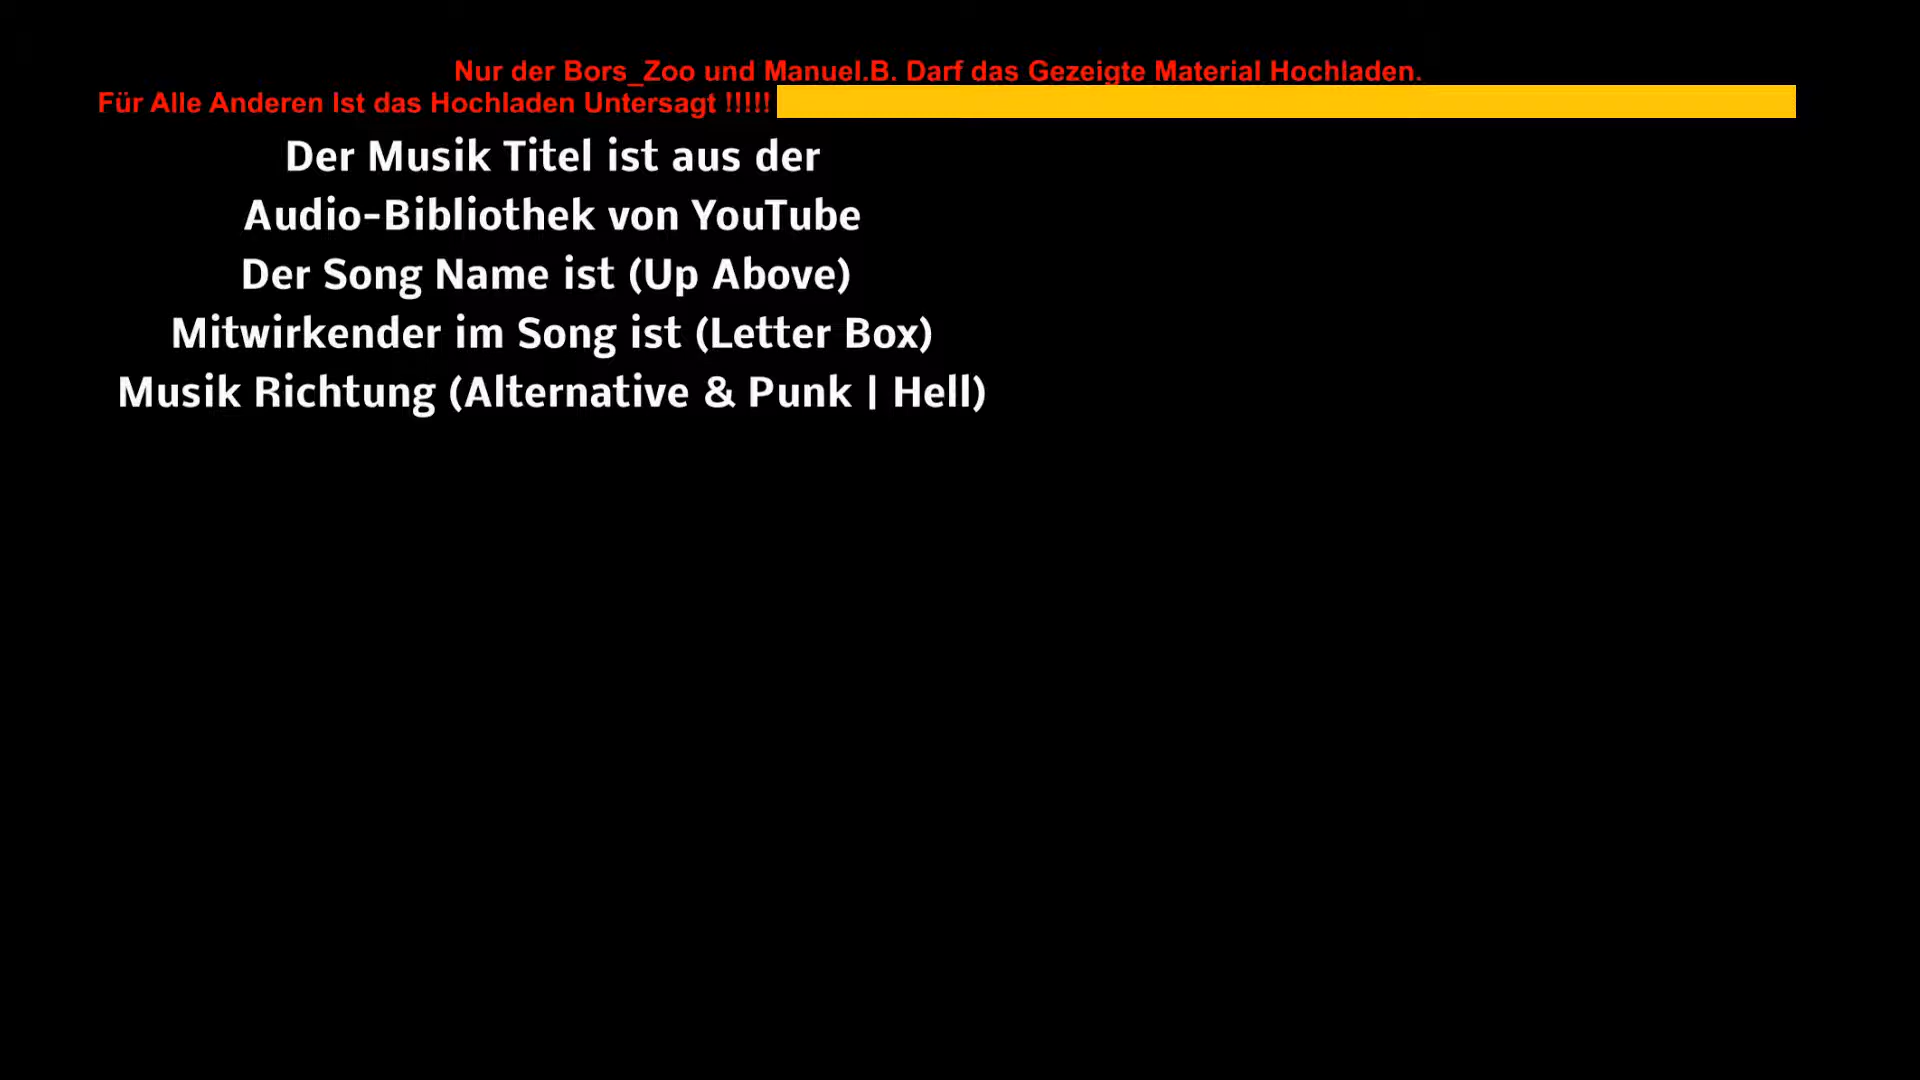 Nur der Bors_Zoo und Manuel.B. Darf das Gezeigte Material Hochladen.
Für Alle Anderen Ist das Hochladen Untersagt !!!!!
Der Musik Titel ist aus der
Audio-Bibliothek von YouTube
Der Song Name ist (Up Above)
Mitwirkender im Song ist (Letter Box)
Musik Richtung (Alternative & Punk | Hell)